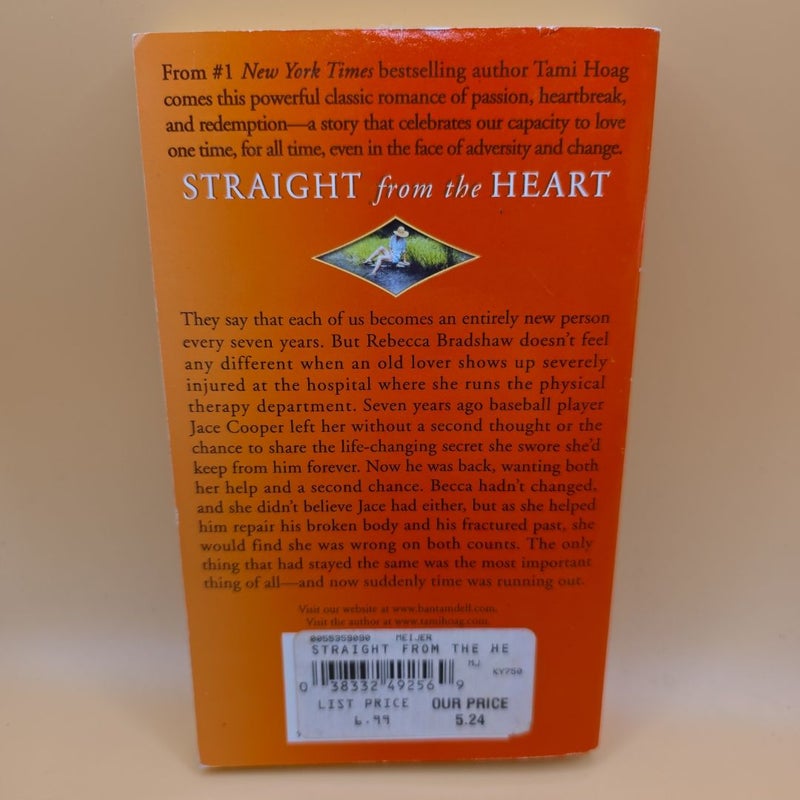 From #1 New York Times bestselling author Tami Hoag
comes this powerful classic romance of passion, heartbreak,
and redemption—a story that celebrates our capacity to love
one time, for all time, even in the face of adversity and change.
STRAIGHT from the HEART
They say that each of us becomes an entirely new person
every seven years. But Rebecca Bradshaw doesn't feel
any different when an old lover shows up severely
injured at the hospital where she runs the physical
therapy department. Seven years ago baseball player
Jace Cooper left her without a second thought or the
chance to share the life-changing secret she swore she'd
keep from him forever. Now he was back, wanting both
her help and a second chance. Becca hadn't changed,
and she didn't believe Jace had either, but as she helped
him repair his broken body and his fractured past, she
would find she was wrong on both counts. The only
thing that had stayed the same was the most important
thing of all—and now suddenly time was running out.
Visit our website at www.bantamdell.com.
Visit the author at www.tamihoag.com.
MEIJER
STRAIGHT FROM THE HE
MJ
KY750
0 38332 49256 9
LIST PRICE OUR PRICE
6.99 5.24